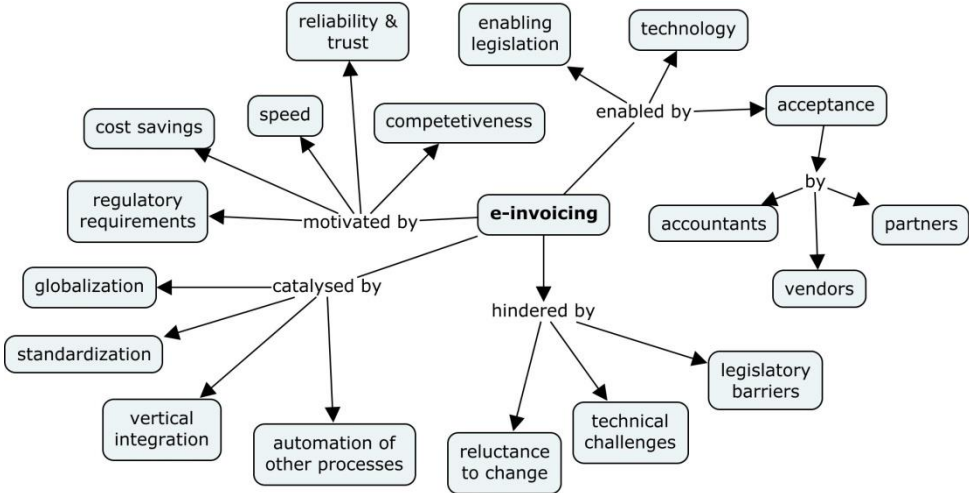 reliability &
trust
enabling
legislation
technology
cost savings
speed
competetiveness
enabled by
acceptance
regulatory
requirements
motivated by
e-invoicing
by
accountants
partners
vendors
globalization
catalysed by
hindered by
standardization
vertical
integration
automation of
other processes
reluctance
to change
technical
challenges
legislatory
barriers